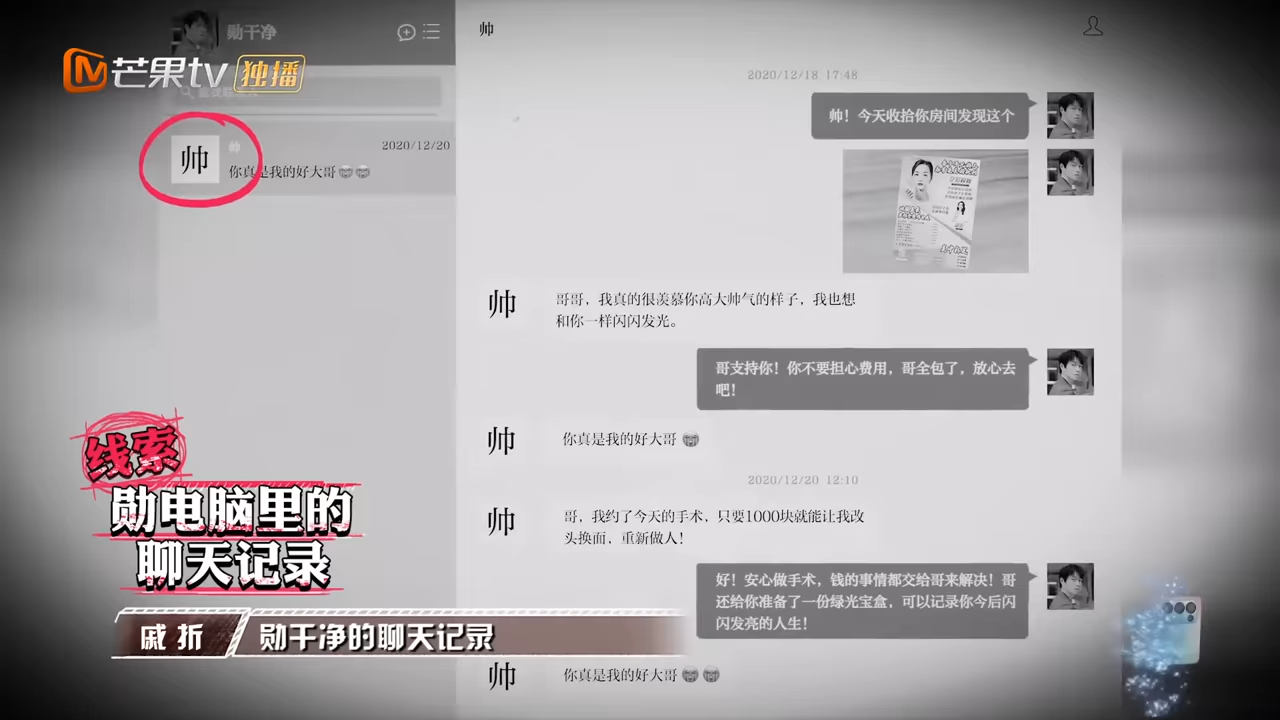 勋干净
芒果tv 独播
帅
2020/12/20
你真是我的好大哥
帅
2020/12/18 17:48
帅！今天收拾你房间发现这个
帅
哥哥，我真的很羡慕你高大帅气的样子，我也想
和你一样闪闪发光。
哥支持你！你不要担心费用，哥全包了，放心去
吧！
帅
你真是我的好大哥
2020/12/20 12:10
帅
哥，我约了今天的手术，只要1000块就能让我改
头换面，重新做人！
好！安心做手术，钱的事情都交给哥来解决！哥
还给你准备了一份绿光宝盒，可以记录你今后闪
闪发亮的人生！
帅
你真是我的好大哥
线索
勋电脑里的
聊天记录
戚折
勋干净的聊天记录